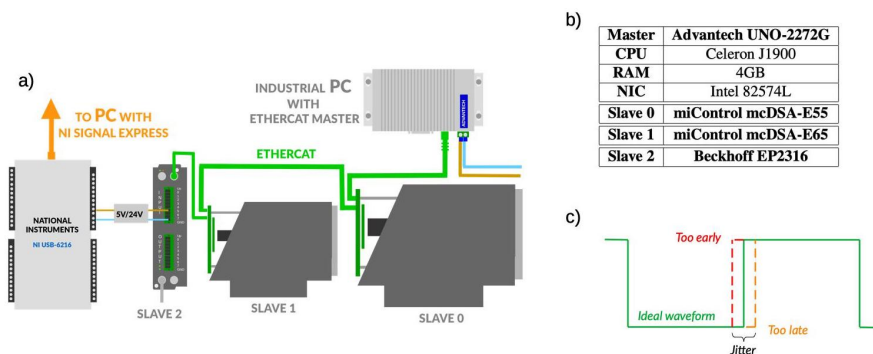 a)
TO PC WITH
NI SIGNAL EXPRESS
INDUSTRIAL PC
WITH
ETHERCAT MASTER
ADVANTECH
ETHERCAT
NATIONAL
INSTRUMENTS
NI USB-6216
5V/24V
SLAVE 2
SLAVE 1
SLAVE 0
b)
Master Advantech UNO-2272G
CPU Celeron J1900
RAM 4GB
NIC Intel 82574L
Slave 0 miControl mcDSA-E55
Slave 1 miControl mcDSA-E65
Slave 2 Beckhoff EP2316
c)
Too early
Ideal waveform
Too late
Jitter